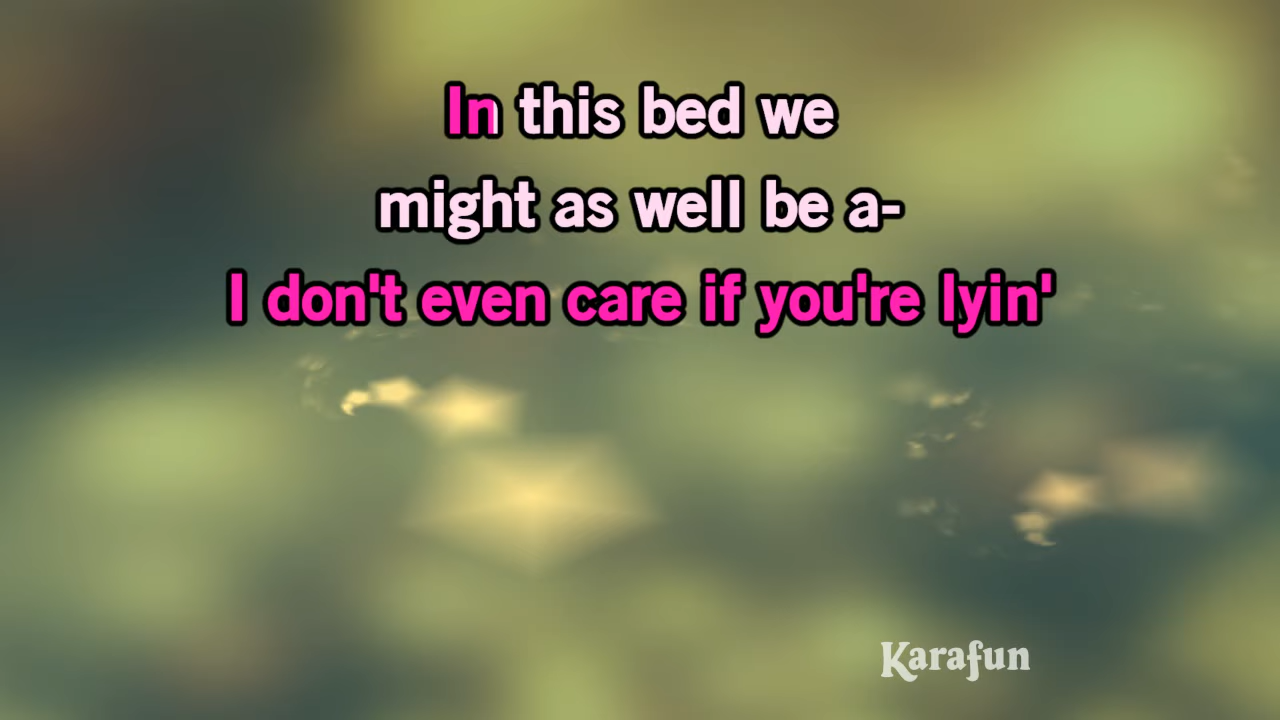 In this bed we
might as well be a-
I don't even care if you're lyin'
Karafun